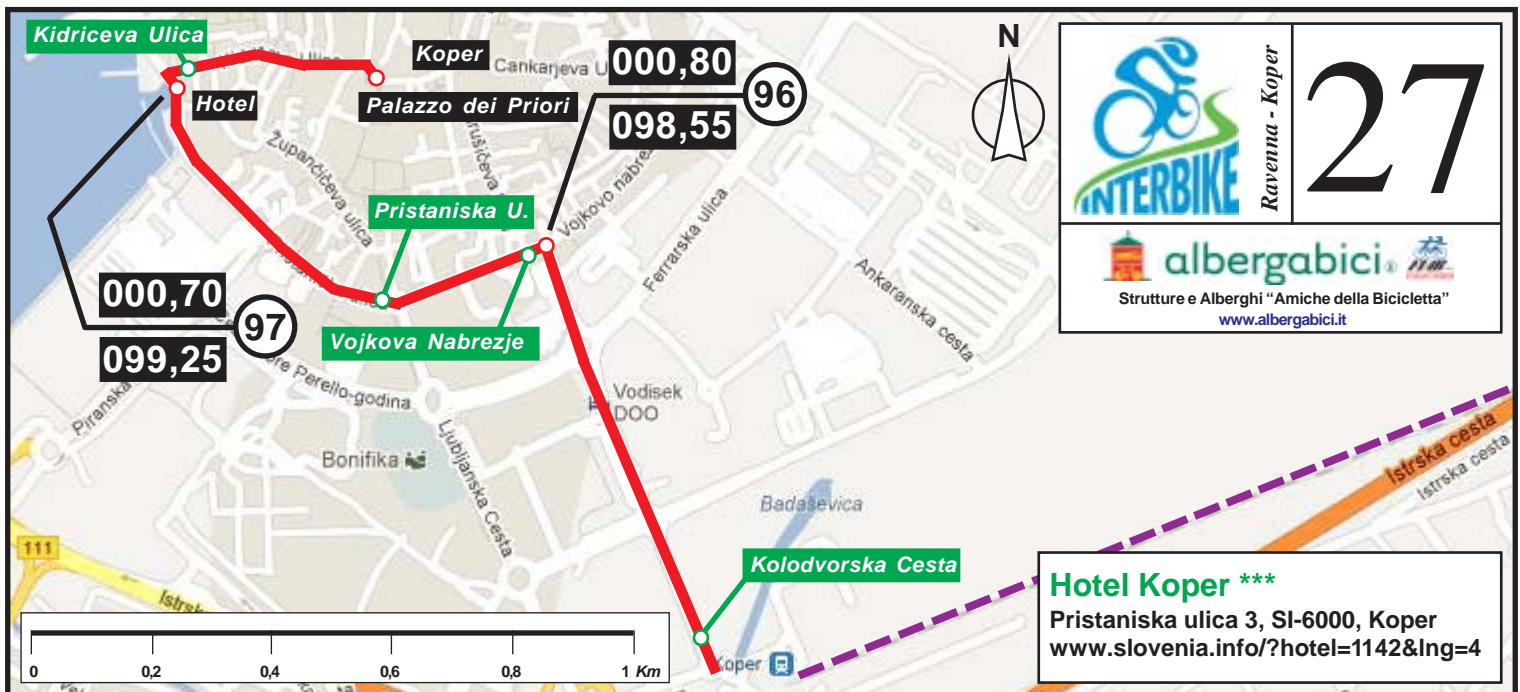 Kidriceva Ulica
Koper
Cankarjeva U
000,80
96
098,55
N
Ravenna - Koper
27
INTERBIKE
Hotel
Palazzo dei Priori
Župančičeva ulica
Vojkovo nabre
Pristaniska U.
Ferrarska ulica
Ankaranska cesta
albergabici®
Strutture e Alberghi “Amiche della Bicicletta”
www.albergabici.it
000,70
97
099,25
Vojkova Nabrezje
re Perello-godina
Piranska
Vodisek
DOO
Ljubljanska Cesta
Bonifika
Istrska cesta
Istrska cesta
Badaševica
111
Kolodvorska Cesta
Istrsk
Hotel Koper ***
Pristaniska ulica 3, SI-6000, Koper
www.slovenia.info/?hotel=1142&lng=4
0 0,2 0,4 0,6 0,8 1 Km
Koper